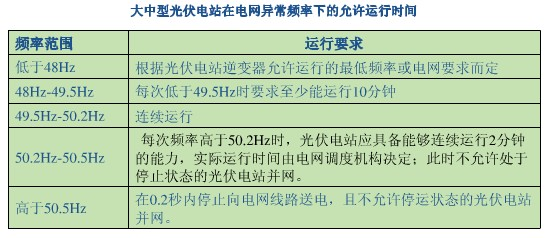 大中型光伏电站在电网异常频率下的允许运行时间
频率范围
运行要求
低于48Hz
根据光伏电站逆变器允许运行的最低频率或电网要求而定
48Hz-49.5Hz
每次低于49.5Hz时要求至少能运行10分钟
49.5Hz-50.2Hz
连续运行
50.2Hz-50.5Hz
每次频率高于50.2Hz时，光伏电站应具备能够连续运行2分钟
的能力，实际运行时间由电网调度机构决定；此时不允许处于
停止状态的光伏电站并网。
高于50.5Hz
在0.2秒内停止向电网线路送电，且不允许停运状态的光伏电站
并网。